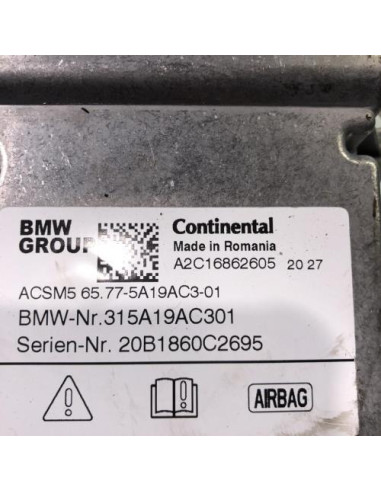 BMW
GROUP
Continental
Made in Romania
A2C16862605 20 27
ACSM5 65.77-5A19AC3-01
BMW-Nr.315A19AC301
Serien-Nr. 20B1860C2695
AIRBAG